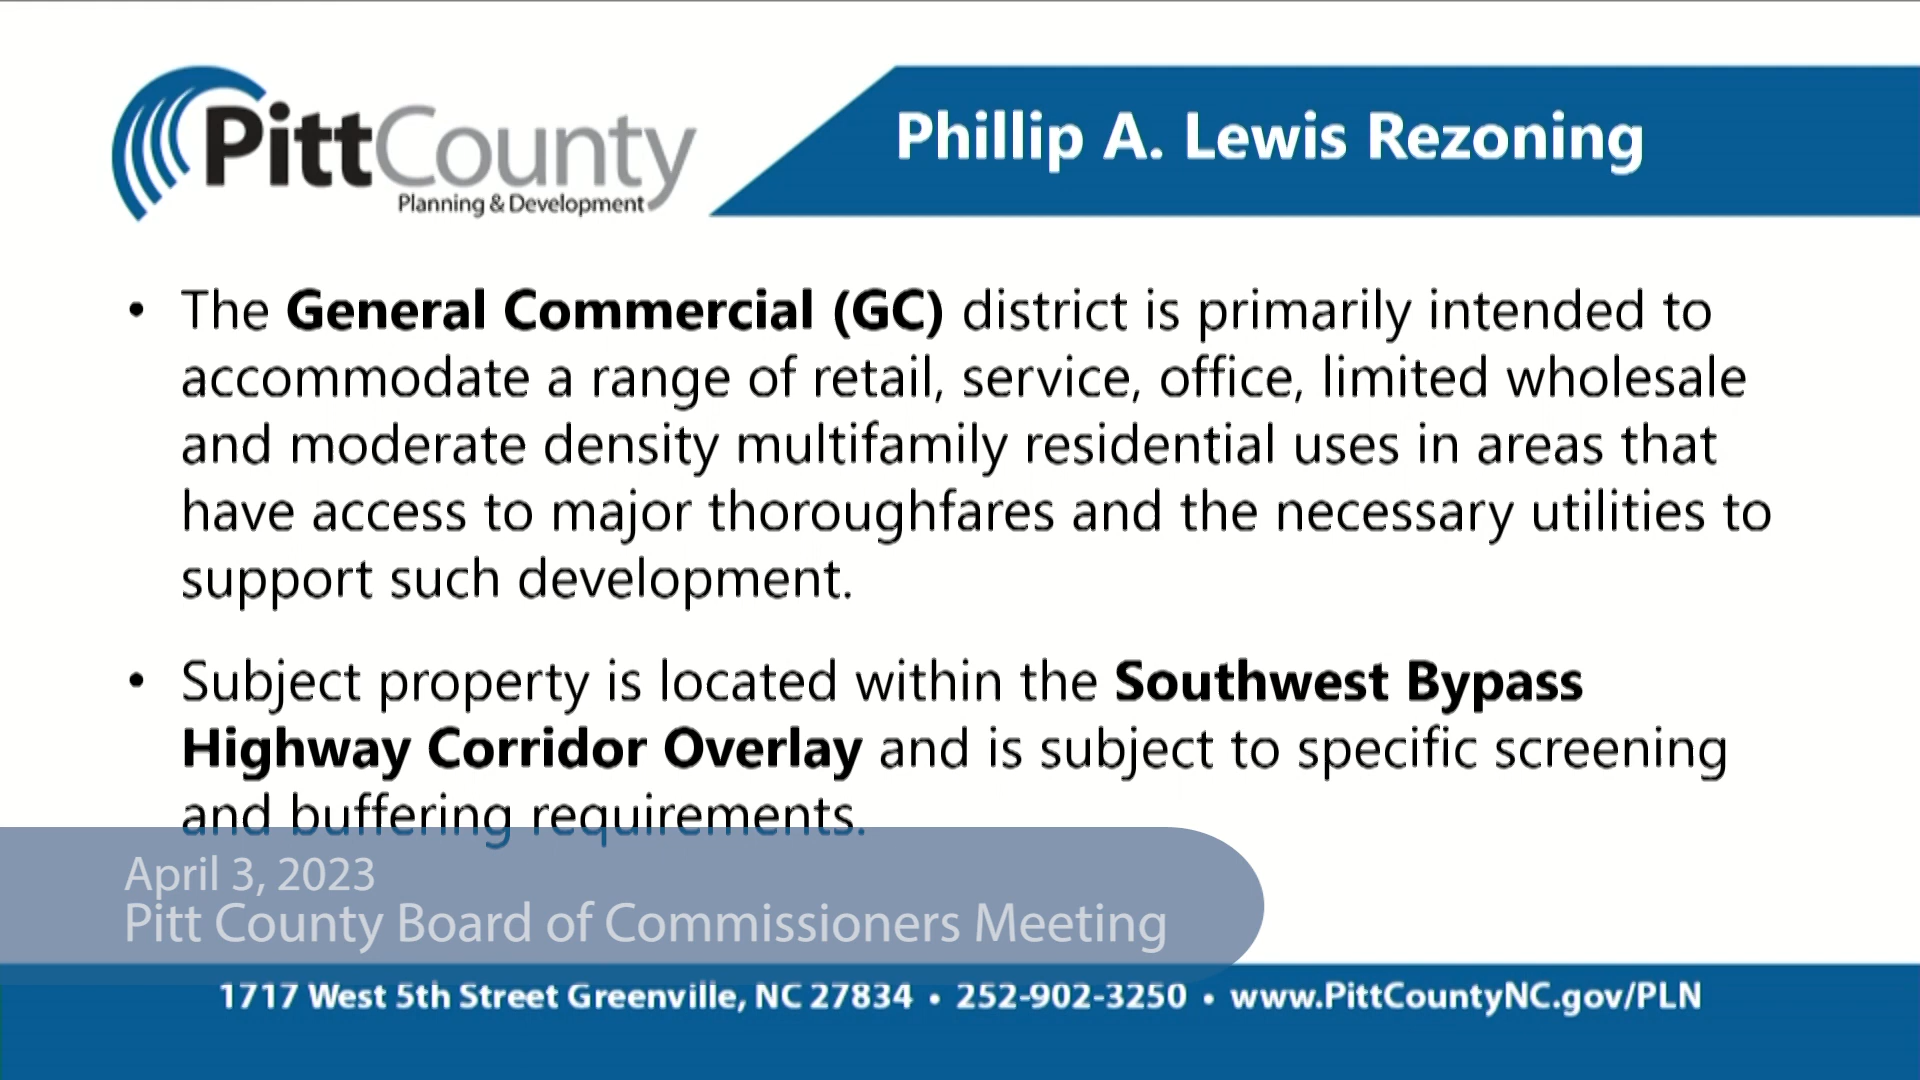 PittCounty
Planning & Development
Phillip A. Lewis Rezoning
• The General Commercial (GC) district is primarily intended to
accommodate a range of retail, service, office, limited wholesale
and moderate density multifamily residential uses in areas that
have access to major thoroughfares and the necessary utilities to
support such development.
• Subject property is located within the Southwest Bypass
Highway Corridor Overlay and is subject to specific screening
and buffering requirements.
April 3, 2023
Pitt County Board of Commissioners Meeting
1717 West 5th Street Greenville, NC 27834 • 252-902-3250 • www.PittCountyNC.gov/PLN